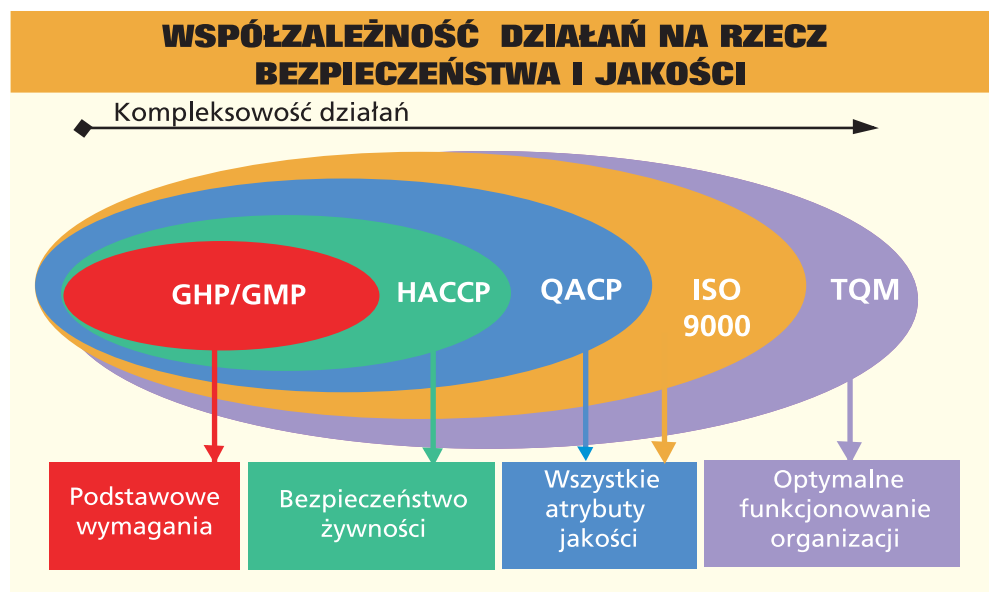 WSPÓŁZALEŻNOŚĆ DZIAŁAŃ NA RZECZ
BEZPIECZEŃSTWA I JAKOŚCI
Kompleksowość działań
GHP/GMP
HACCP
QACP
ISO
9000
TQM
Podstawowe
wymagania
Bezpieczeństwo
żywności
Wszystkie
atrybuty
jakości
Optymalne
funkcjonowanie
organizacji